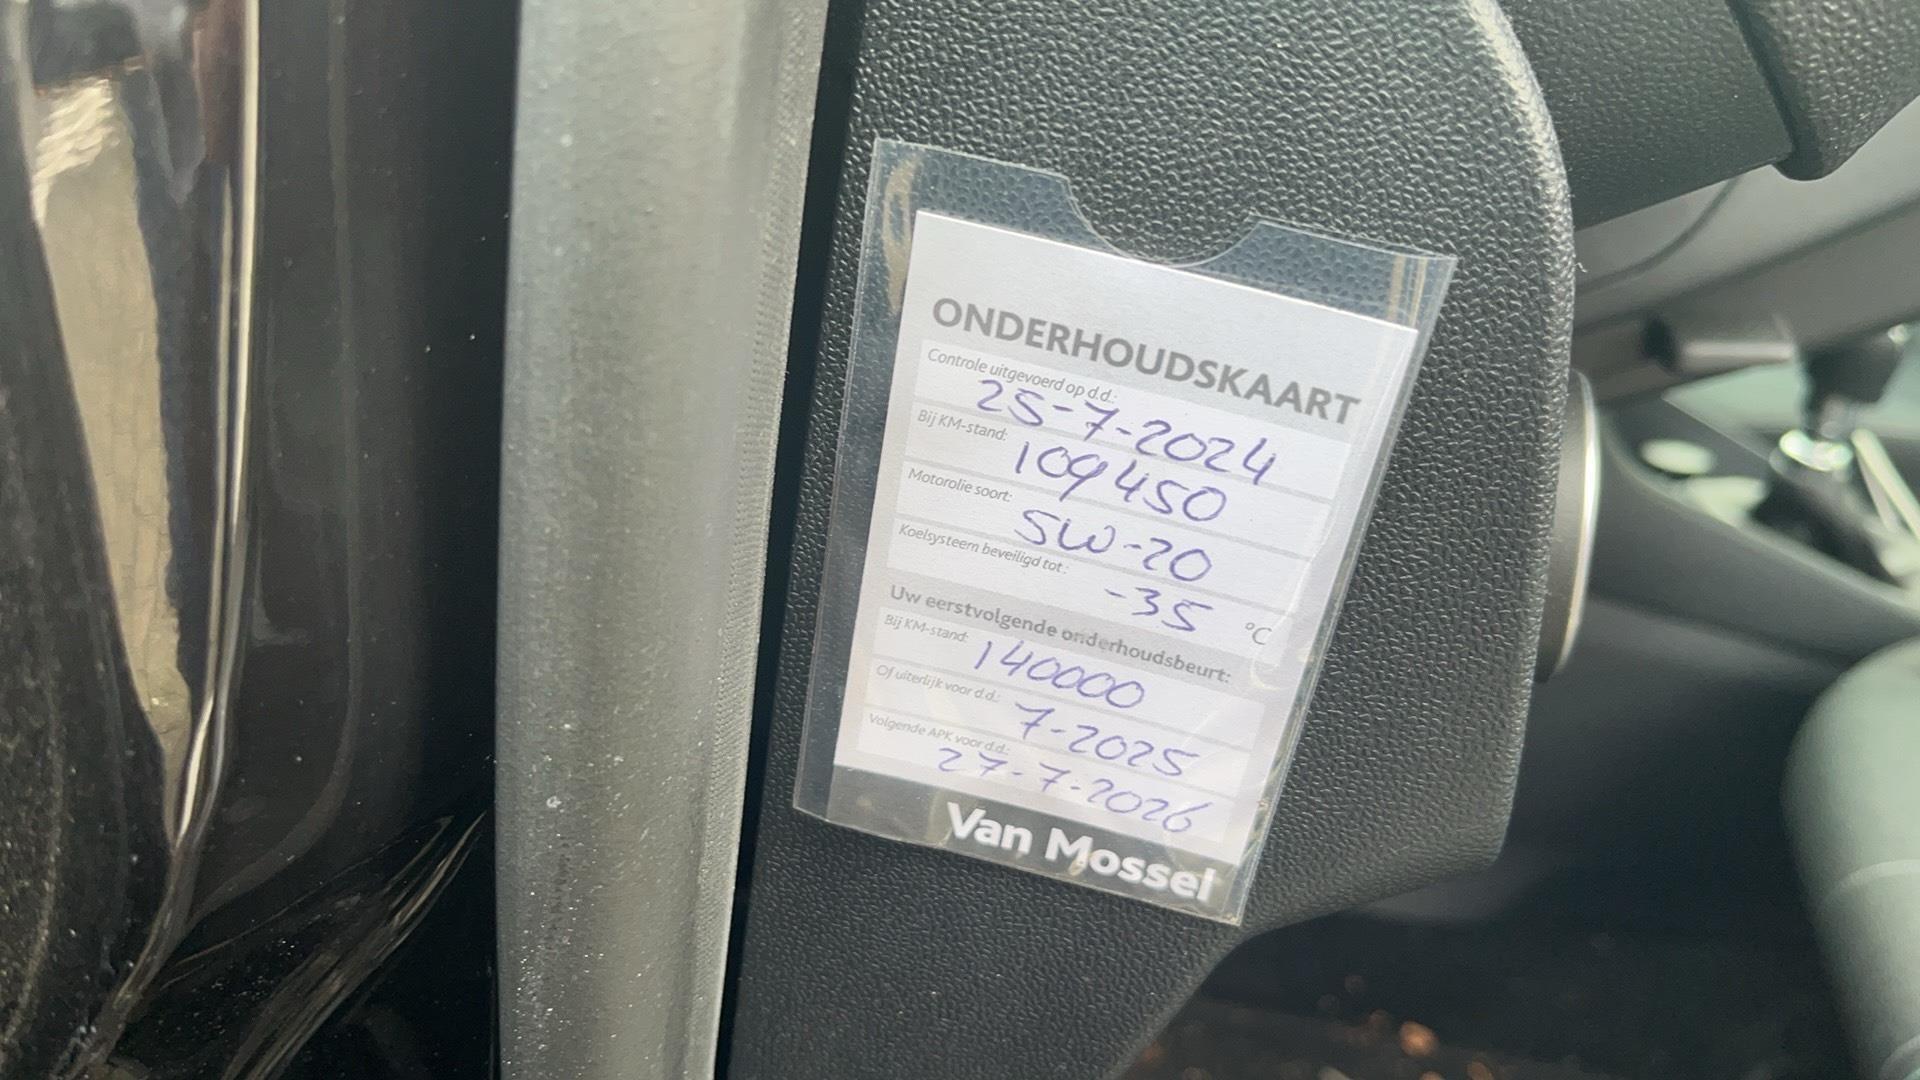 ONDERHOUDSKAART
Controle uitgevoerd op d.d.:
25-7-2024
Bij KM-stand:
109450
Motorolie soort:
5W-20
Koelsysteem beveiligd tot:
-35 °C
Uw eerstvolgende onderhoudsbeurt:
Bij KM-stand:
140000
Of uiterlijk voor d.d.:
7-2025
Volgende APK voor d.d.:
27-7-2026
Van Mossel